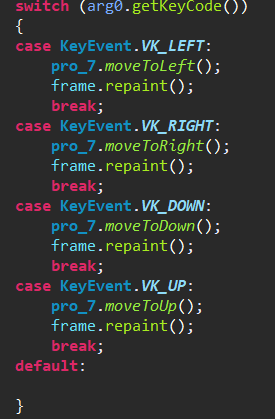 switch (arg0.getKeyCode())
{
case KeyEvent.VK_LEFT:
    pro_7.moveToLeft();
    frame.repaint();
    break;
case KeyEvent.VK_RIGHT:
    pro_7.moveToRight();
    frame.repaint();
    break;
case KeyEvent.VK_DOWN:
    pro_7.moveToDown();
    frame.repaint();
    break;
case KeyEvent.VK_UP:
    pro_7.moveToUp();
    frame.repaint();
    break;
default:

}